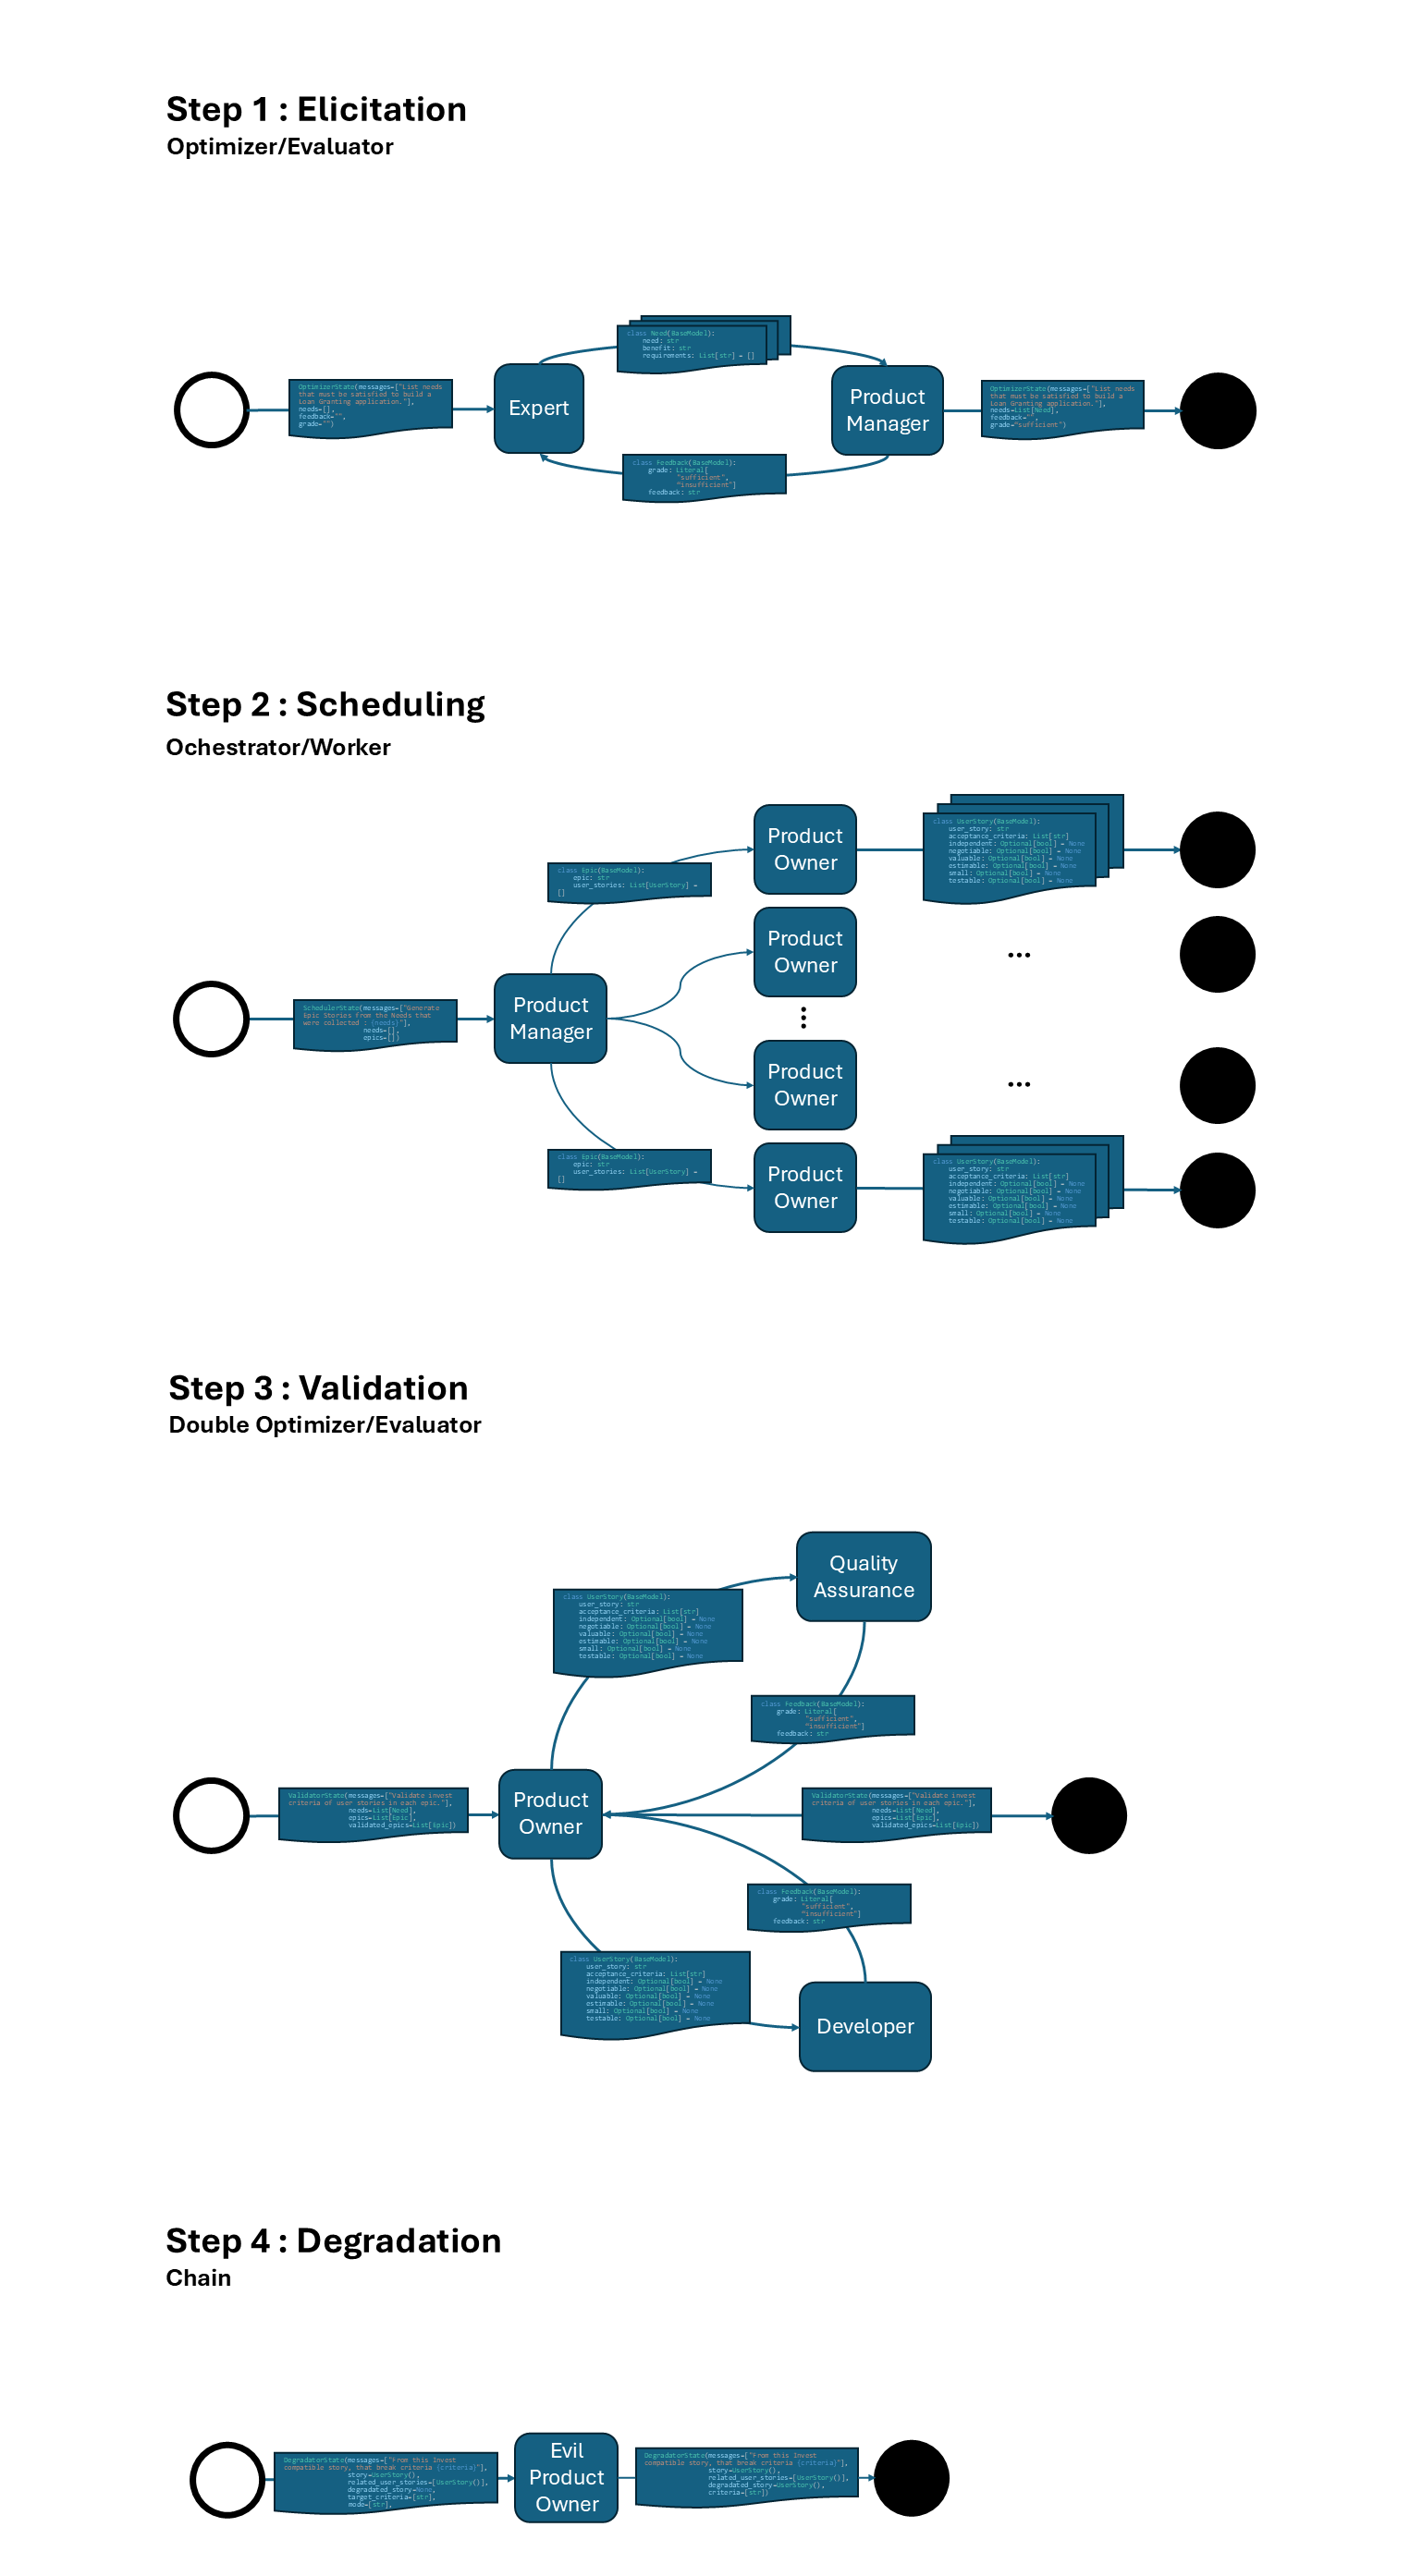 Step 1 : Elicitation
Optimizer/Evaluator
class Need(BaseModel):
need: str
benefit: str
requirements: List[str] = []
OptimizerState(messages=["List needs
that must be satisfied to build a
Loan Granting application."],
needs=[],
feedback="",
grade="")
Expert
Product
Manager
OptimizerState(messages=["List needs
that must be satisfied to build a
Loan Granting application."],
needs=List[Need],
feedback="",
grade="sufficient")
class Feedback(BaseModel):
grade: Literal[
"sufficient",
"insufficient"]
feedback: str
Step 2 : Scheduling
Ochestrator/Worker
Product
Owner
class UserStory(BaseModel):
user_story: str
acceptance_criteria: List[str]
independent: Optional[bool] = None
negotiable: Optional[bool] = None
valuable: Optional[bool] = None
estimable: Optional[bool] = None
small: Optional[bool] = None
testable: Optional[bool] = None
class Epic(BaseModel):
epic: str
user_stories: List[UserStory] =
[]
Product
Owner
...
SchedulerState(messages=["Generate
Epic Stories from the Needs that
were collected : {needs}"],
needs=[],
epics=[])
Product
Manager
Product
Owner
...
class Epic(BaseModel):
epic: str
user_stories: List[UserStory] =
[]
Product
Owner
class UserStory(BaseModel):
user_story: str
acceptance_criteria: List[str]
independent: Optional[bool] = None
negotiable: Optional[bool] = None
valuable: Optional[bool] = None
estimable: Optional[bool] = None
small: Optional[bool] = None
testable: Optional[bool] = None
Step 3 : Validation
Double Optimizer/Evaluator
Quality
Assurance
class UserStory(BaseModel):
user_story: str
acceptance_criteria: List[str]
independent: Optional[bool] = None
negotiable: Optional[bool] = None
valuable: Optional[bool] = None
estimable: Optional[bool] = None
small: Optional[bool] = None
testable: Optional[bool] = None
class Feedback(BaseModel):
grade: Literal[
"sufficient",
"insufficient"]
feedback: str
ValidatorState(messages=["Validate invest
criteria of user stories in each epic."],
needs=List[Need],
epics=List[Epic],
validated_epics=List[Epic])
Product
Owner
ValidatorState(messages=["Validate invest
criteria of user stories in each epic."],
needs=List[Need],
epics=List[Epic],
validated_epics=List[Epic])
class Feedback(BaseModel):
grade: Literal[
"sufficient",
"insufficient"]
feedback: str
class UserStory(BaseModel):
user_story: str
acceptance_criteria: List[str]
independent: Optional[bool] = None
negotiable: Optional[bool] = None
valuable: Optional[bool] = None
estimable: Optional[bool] = None
small: Optional[bool] = None
testable: Optional[bool] = None
Developer
Step 4 : Degradation
Chain
DegradatorState(messages=["From this Invest
compatible story, that break criteria {criteria}"],
story=UserStory(),
related_user_stories=[UserStory()],
degradated_story=None,
target_criteria=[str],
mode=[str],
Evil
Product
Owner
DegradatorState(messages=["From this Invest
compatible story, that break criteria {criteria}"],
story=UserStory(),
related_user_stories=[UserStory()],
degradated_story=UserStory(),
criteria=[str])